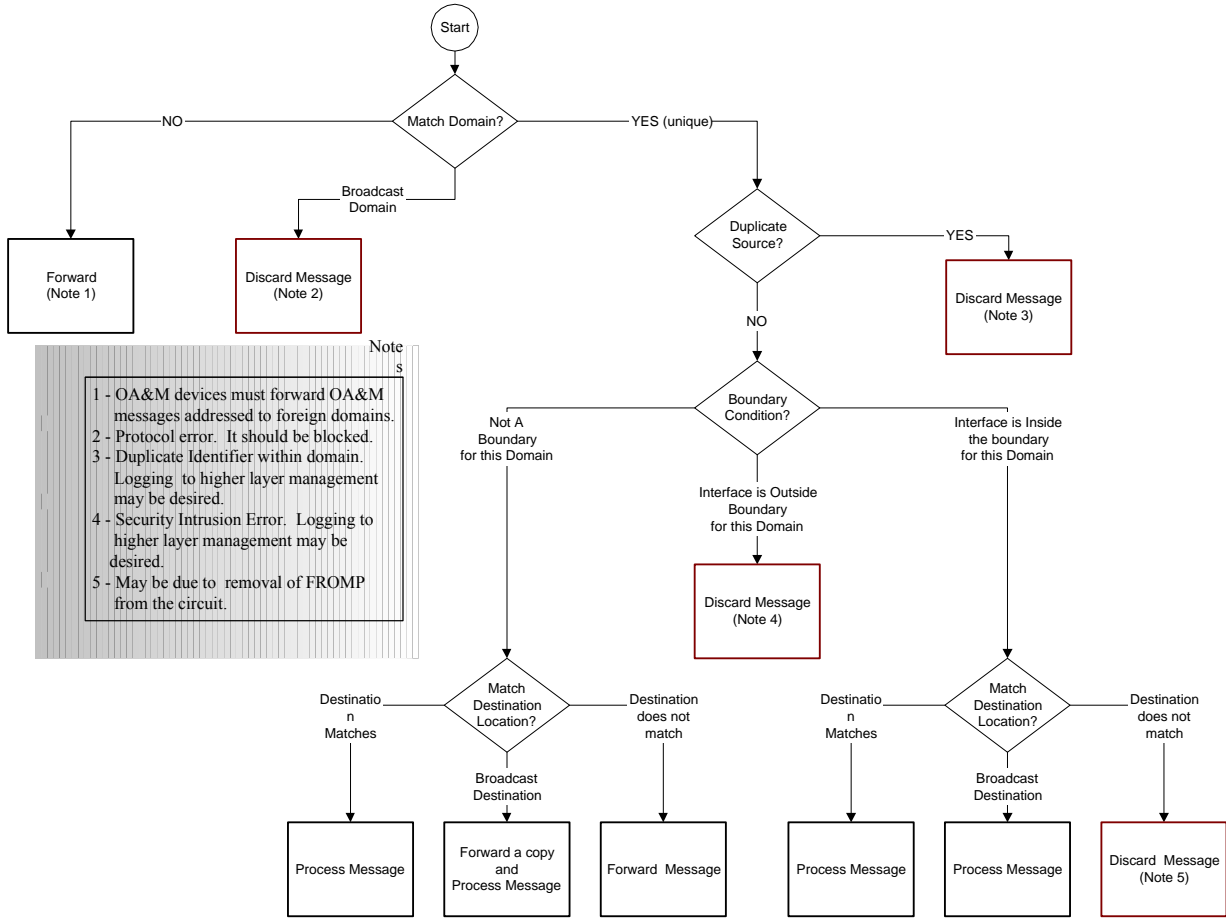 Start
Match Domain?
NO
YES (unique)
Broadcast
Domain
Duplicate
Source?
YES
Forward
(Note 1)
Discard Message
(Note 2)
Discard Message
(Note 3)
NO
Note
s
1 - OA&M devices must forward OA&M
messages addressed to foreign domains.
2 - Protocol error. It should be blocked.
3 - Duplicate Identifier within domain.
Logging to higher layer management
may be desired.
4 - Security Intrusion Error. Logging to
higher layer management may be
desired.
5 - May be due to removal of FROMP
from the circuit.
Boundary
Condition?
Not A
Boundary
for this Domain
Interface is Inside
the boundary
for this Domain
Interface is Outside
Boundary
for this Domain
Discard Message
(Note 4)
Match
Destination
Location?
Destinatio
n
Matches
Destination
does not
match
Broadcast
Destination
Match
Destination
Location?
Destinatio
n
Matches
Destination
does not
match
Broadcast
Destination
Process Message
Forward a copy
and
Process Message
Forward Message
Process Message
Process Message
Discard Message
(Note 5)